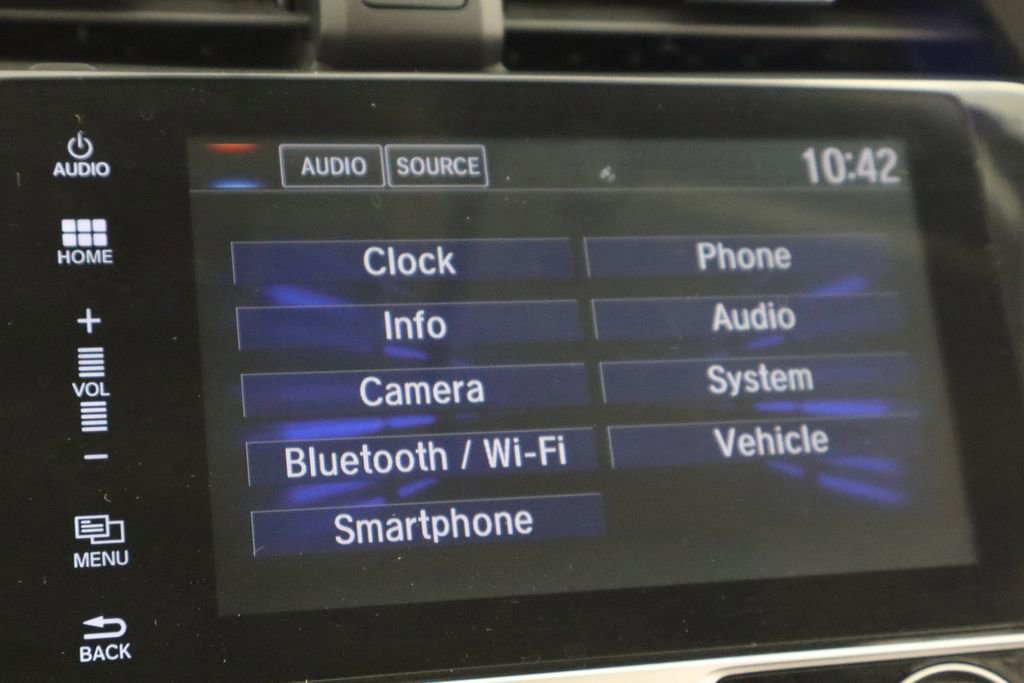 AUDIO
HOME
+
VOL
-
MENU
BACK
AUDIO SOURCE 10:42
Clock Phone
Info Audio
Camera System
Bluetooth / Wi-Fi Vehicle
Smartphone